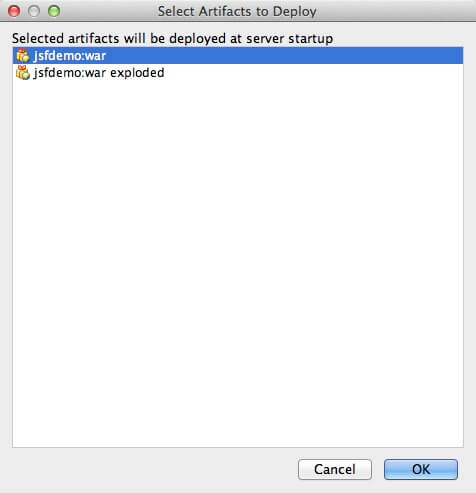 Select Artifacts to Deploy
Selected artifacts will be deployed at server startup
jsfdemo:war
jsfdemo:war exploded
Cancel
OK